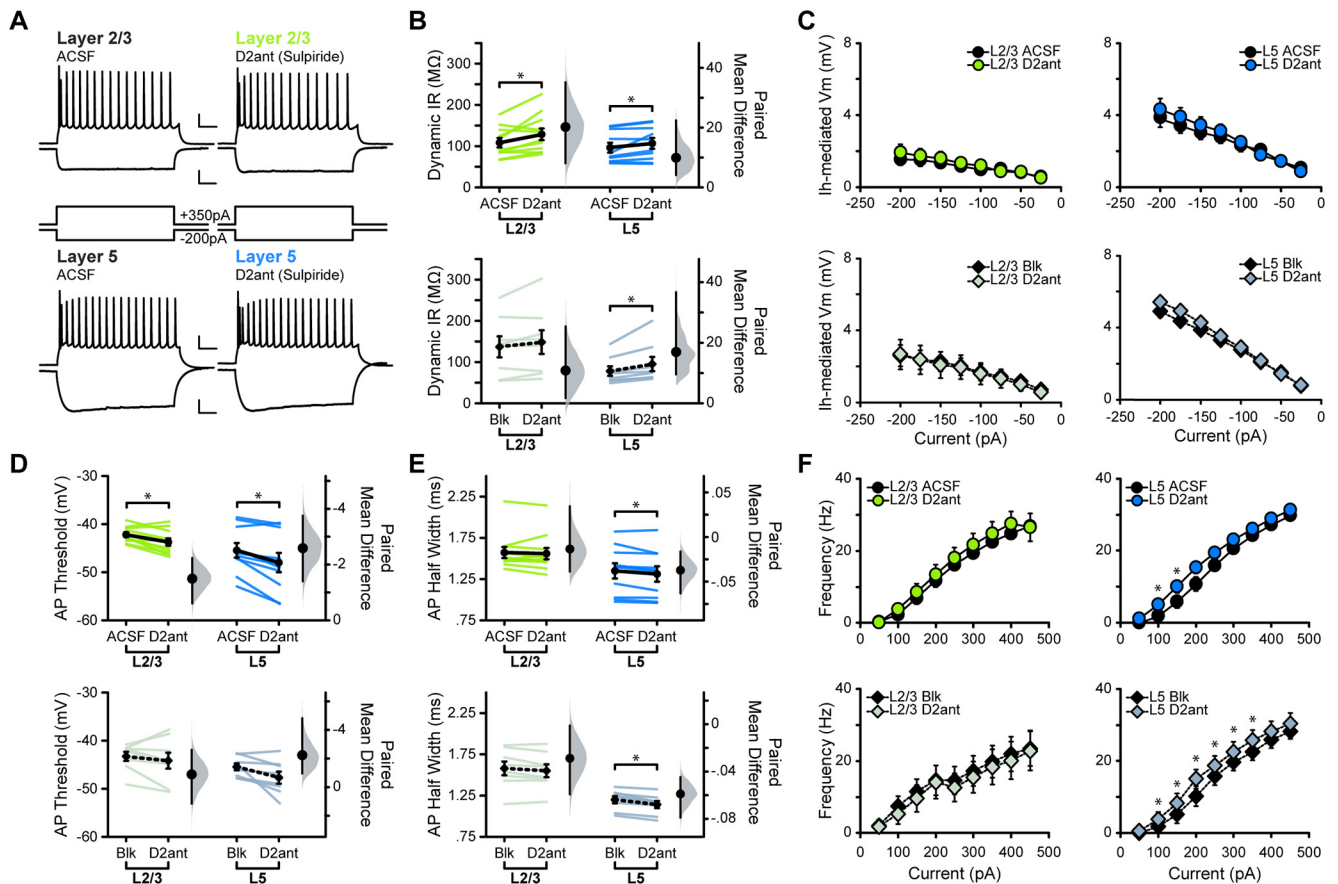 A
Layer 2/3
ACSF
Layer 2/3
D2ant (Sulpiride)
+350pA
-200pA
Layer 5
ACSF
Layer 5
D2ant (Sulpiride)
B
Dynamic IR (MΩ)
350
300
250
200
150
100
50
0
*
*
40
20
0
Paired
Mean Difference
ACSF D2ant
ACSF D2ant
L2/3
L5
Dynamic IR (MΩ)
350
300
250
200
150
100
50
0
*
40
20
0
Paired
Mean Difference
Blk D2ant
Blk D2ant
L2/3
L5
C
Ih-mediated Vm (mV)
8
4
0
L2/3 ACSF
L2/3 D2ant
-250 -200 -150 -100 -50 0
8
4
0
L5 ACSF
L5 D2ant
-250 -200 -150 -100 -50 0
Ih-mediated Vm (mV)
8
4
0
L2/3 Blk
L2/3 D2ant
-250 -200 -150 -100 -50 0
Current (pA)
8
4
0
L5 Blk
L5 D2ant
-250 -200 -150 -100 -50 0
Current (pA)
D
AP Threshold (mV)
-30
-40
-50
-60
*
*
-4
-2
0
Paired
Mean Difference
ACSF D2ant
ACSF D2ant
L2/3
L5
AP Threshold (mV)
-30
-40
-50
-60
-4
-2
0
Paired
Mean Difference
Blk D2ant
Blk D2ant
L2/3
L5
E
AP Half Width (ms)
2.25
1.75
1.25
.75
*
.05
0
-.05
Paired
Mean Difference
ACSF D2ant
ACSF D2ant
L2/3
L5
AP Half Width (ms)
2.25
1.75
1.25
.75
*
0
-.04
-.08
Paired
Mean Difference
Blk D2ant
Blk D2ant
L2/3
L5
F
Frequency (Hz)
40
20
0
L2/3 ACSF
L2/3 D2ant
0 100 200 300 400 500
40
20
0
L5 ACSF
L5 D2ant
* *
0 100 200 300 400 500
Frequency (Hz)
40
20
0
L2/3 Blk
L2/3 D2ant
0 100 200 300 400 500
Current (pA)
40
20
0
L5 Blk
L5 D2ant
* * * * * *
0 100 200 300 400 500
Current (pA)